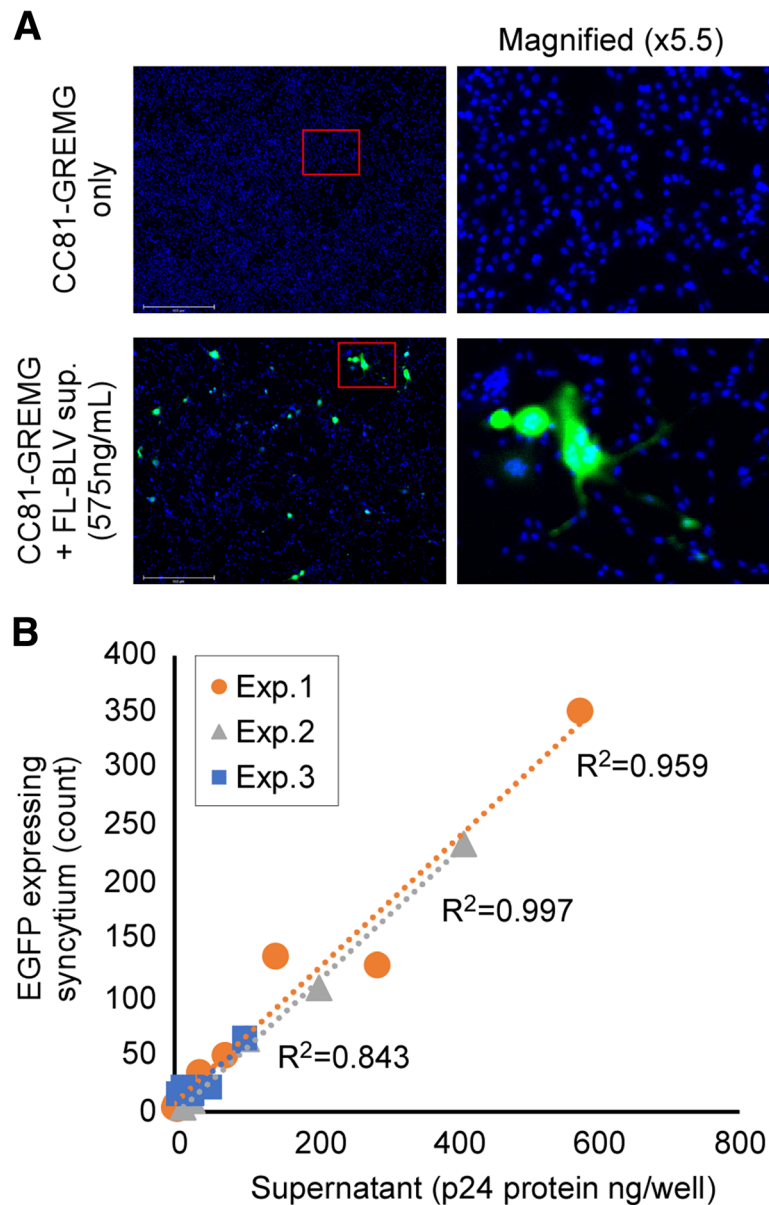 A
Magnified (x5.5)
CC81-GREMG
only
CC81-GREMG
+ FL-BLV sup.
(575ng/mL)
B
400
350
300
250
200
150
100
50
0
EGFP expressing
syncytium (count)
Exp.1
Exp.2
Exp.3
R²=0.959
R²=0.997
R²=0.843
0 200 400 600 800
Supernatant (p24 protein ng/well)